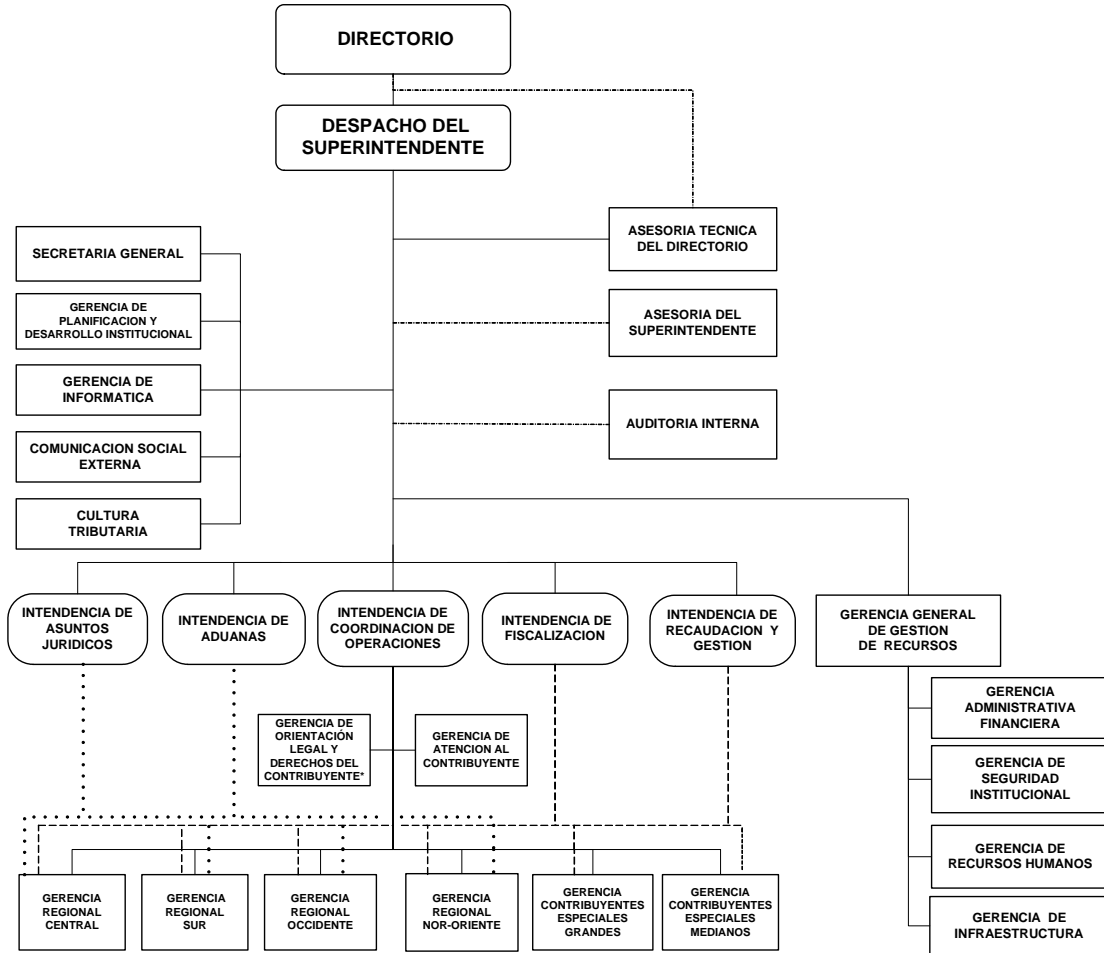 DIRECTORIO
DESPACHO DEL
SUPERINTENDENTE
SECRETARIA GENERAL
GERENCIA DE
PLANIFICACION Y
DESARROLLO INSTITUCIONAL
GERENCIA DE
INFORMATICA
COMUNICACION SOCIAL
EXTERNA
CULTURA
TRIBUTARIA
ASESORIA TECNICA
DEL DIRECTORIO
ASESORIA DEL
SUPERINTENDENTE
AUDITORIA INTERNA
INTENDENCIA DE
ASUNTOS
JURIDICOS
INTENDENCIA DE
ADUANAS
INTENDENCIA DE
COORDINACION DE
OPERACIONES
INTENDENCIA DE
FISCALIZACION
INTENDENCIA DE
RECAUDACION Y
GESTION
GERENCIA GENERAL
DE GESTION
DE RECURSOS
GERENCIA DE
ORIENTACIÓN
LEGAL Y
DERECHOS DEL
CONTRIBUYENTE*
GERENCIA DE
ATENCION AL
CONTRIBUYENTE
GERENCIA
ADMINISTRATIVA
FINANCIERA
GERENCIA DE
SEGURIDAD
INSTITUCIONAL
GERENCIA DE
RECURSOS HUMANOS
GERENCIA DE
INFRAESTRUCTURA
GERENCIA
REGIONAL
CENTRAL
GERENCIA
REGIONAL
SUR
GERENCIA
REGIONAL
OCCIDENTE
GERENCIA
REGIONAL
NOR-ORIENTE
GERENCIA
CONTRIBUYENTES
ESPECIALES
GRANDES
GERENCIA
CONTRIBUYENTES
ESPECIALES
MEDIANOS